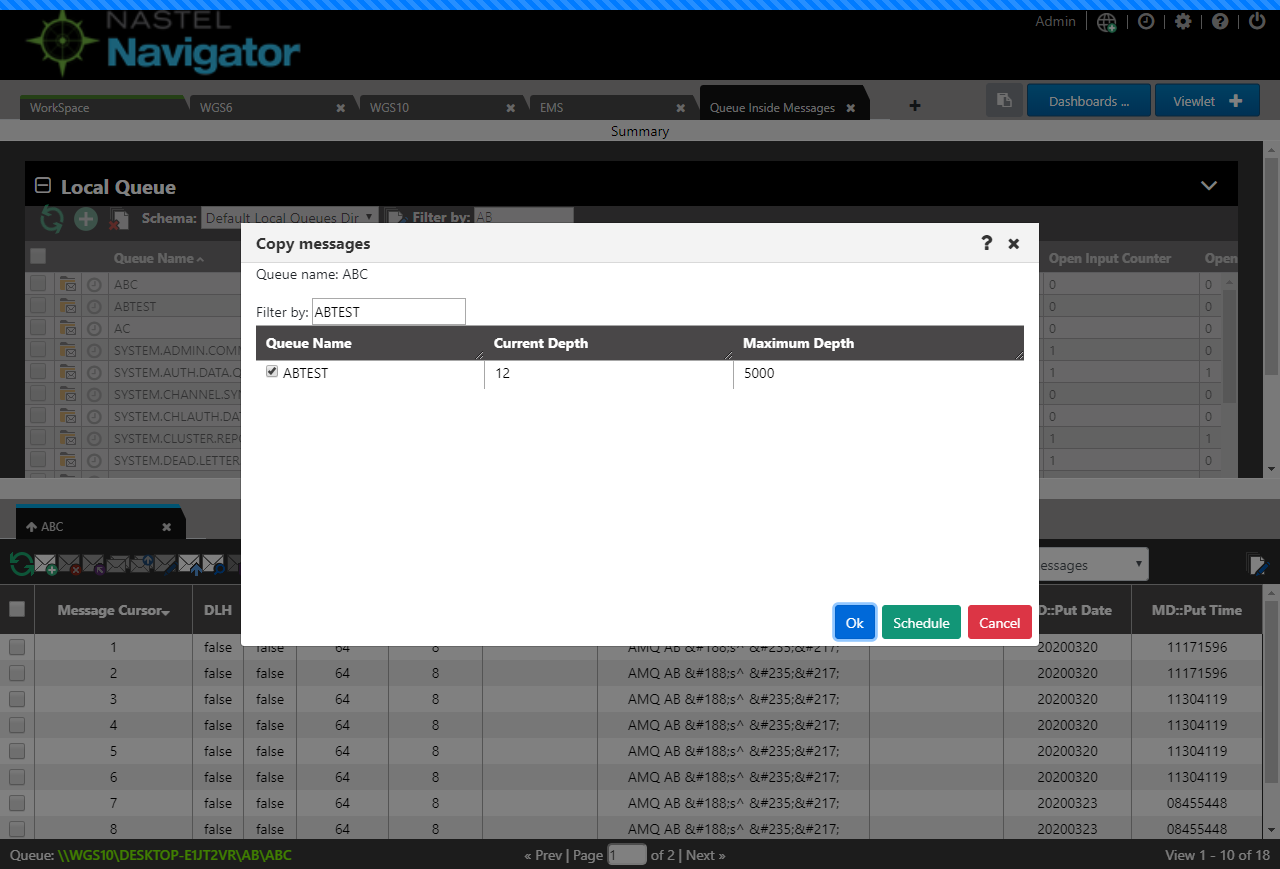 NASTEL
Navigator
Admin
WorkSpace WGS6 WGS10 EMS Queue Inside Messages Dashboards ... Viewlet
Summary
Local Queue
Schema: Default Local Queues Dir Filter by: AB
Queue Name Open Input Counter Open
ABC 0 0
ABTEST 0 0
AC 0 0
SYSTEM.ADMIN.COMM 1 0
SYSTEM.AUTH.DATA.Q 1 1
SYSTEM.CHANNEL.SYN 0 0
SYSTEM.CHLAUTH.DA 0 0
SYSTEM.CLUSTER.REPO 1 1
SYSTEM.DEAD.LETTER 1 0
Copy messages ?
Queue name: ABC
Filter by: ABTEST
Queue Name Current Depth Maximum Depth
ABTEST 12 5000
Ok Schedule Cancel
ABC
essages
Message Cursor DLH D::Put Date MD::Put Time
1 false false 64 8 AMQ AB &#188;s^ &#235;&#217; 20200320 11171596
2 false false 64 8 AMQ AB &#188;s^ &#235;&#217; 20200320 11171596
3 false false 64 8 AMQ AB &#188;s^ &#235;&#217; 20200320 11304119
4 false false 64 8 AMQ AB &#188;s^ &#235;&#217; 20200320 11304119
5 false false 64 8 AMQ AB &#188;s^ &#235;&#217; 20200320 11304119
6 false false 64 8 AMQ AB &#188;s^ &#235;&#217; 20200320 11304119
7 false false 64 8 AMQ AB &#188;s^ &#235;&#217; 20200323 08455448
8 false false 64 8 AMQ AB &#188;s^ &#235;&#217; 20200323 08455448
Queue: \\WGS10\DESKTOP-E1JT2VR\AB\ABC « Prev | Page 1 of 2 | Next » View 1 - 10 of 18